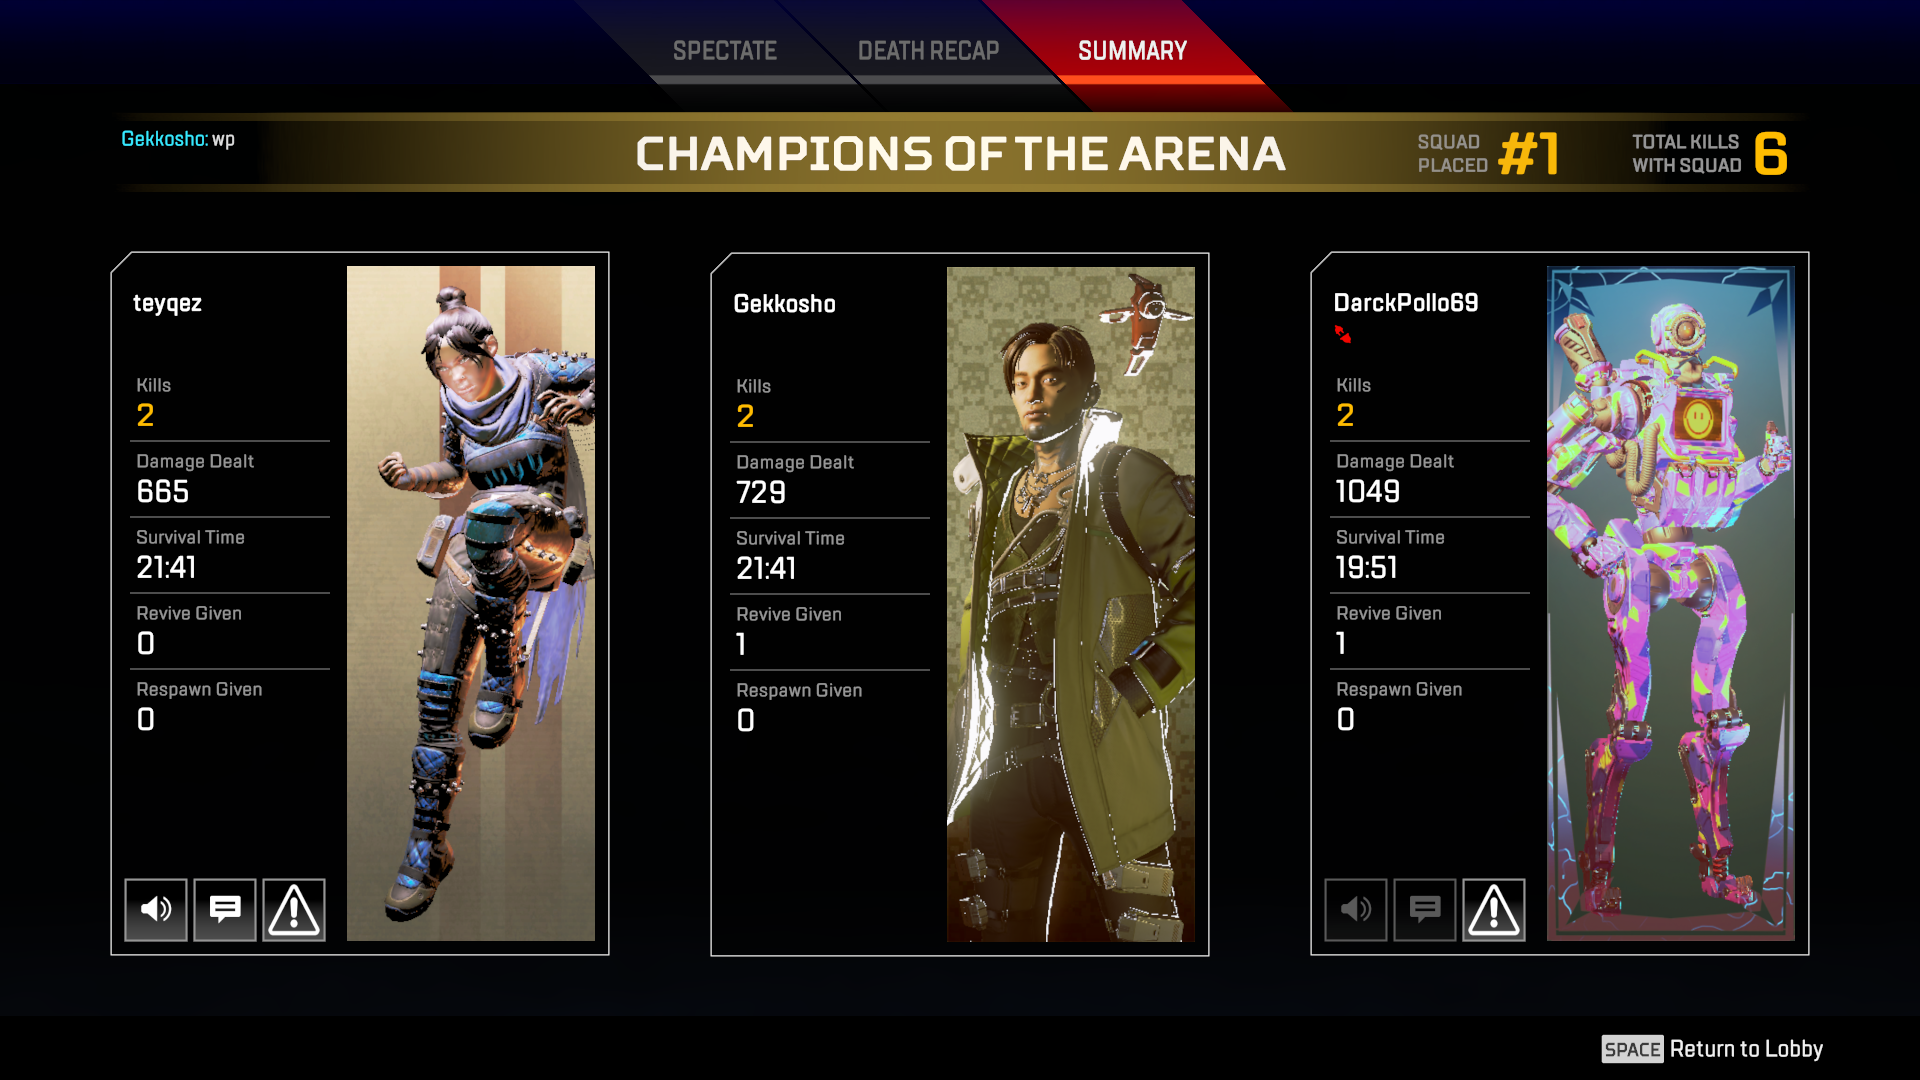 SPECTATE
DEATH RECAP
SUMMARY
Gekkosho: wp
CHAMPIONS OF THE ARENA
SQUAD
PLACED
#1
TOTAL KILLS
WITH SQUAD
6
teyqez
Kills
2
Damage Dealt
665
Survival Time
21:41
Revive Given
0
Respawn Given
0
Gekkosho
Kills
2
Damage Dealt
729
Survival Time
21:41
Revive Given
1
Respawn Given
0
DarckPollo69
Kills
2
Damage Dealt
1049
Survival Time
19:51
Revive Given
1
Respawn Given
0
SPACE Return to Lobby